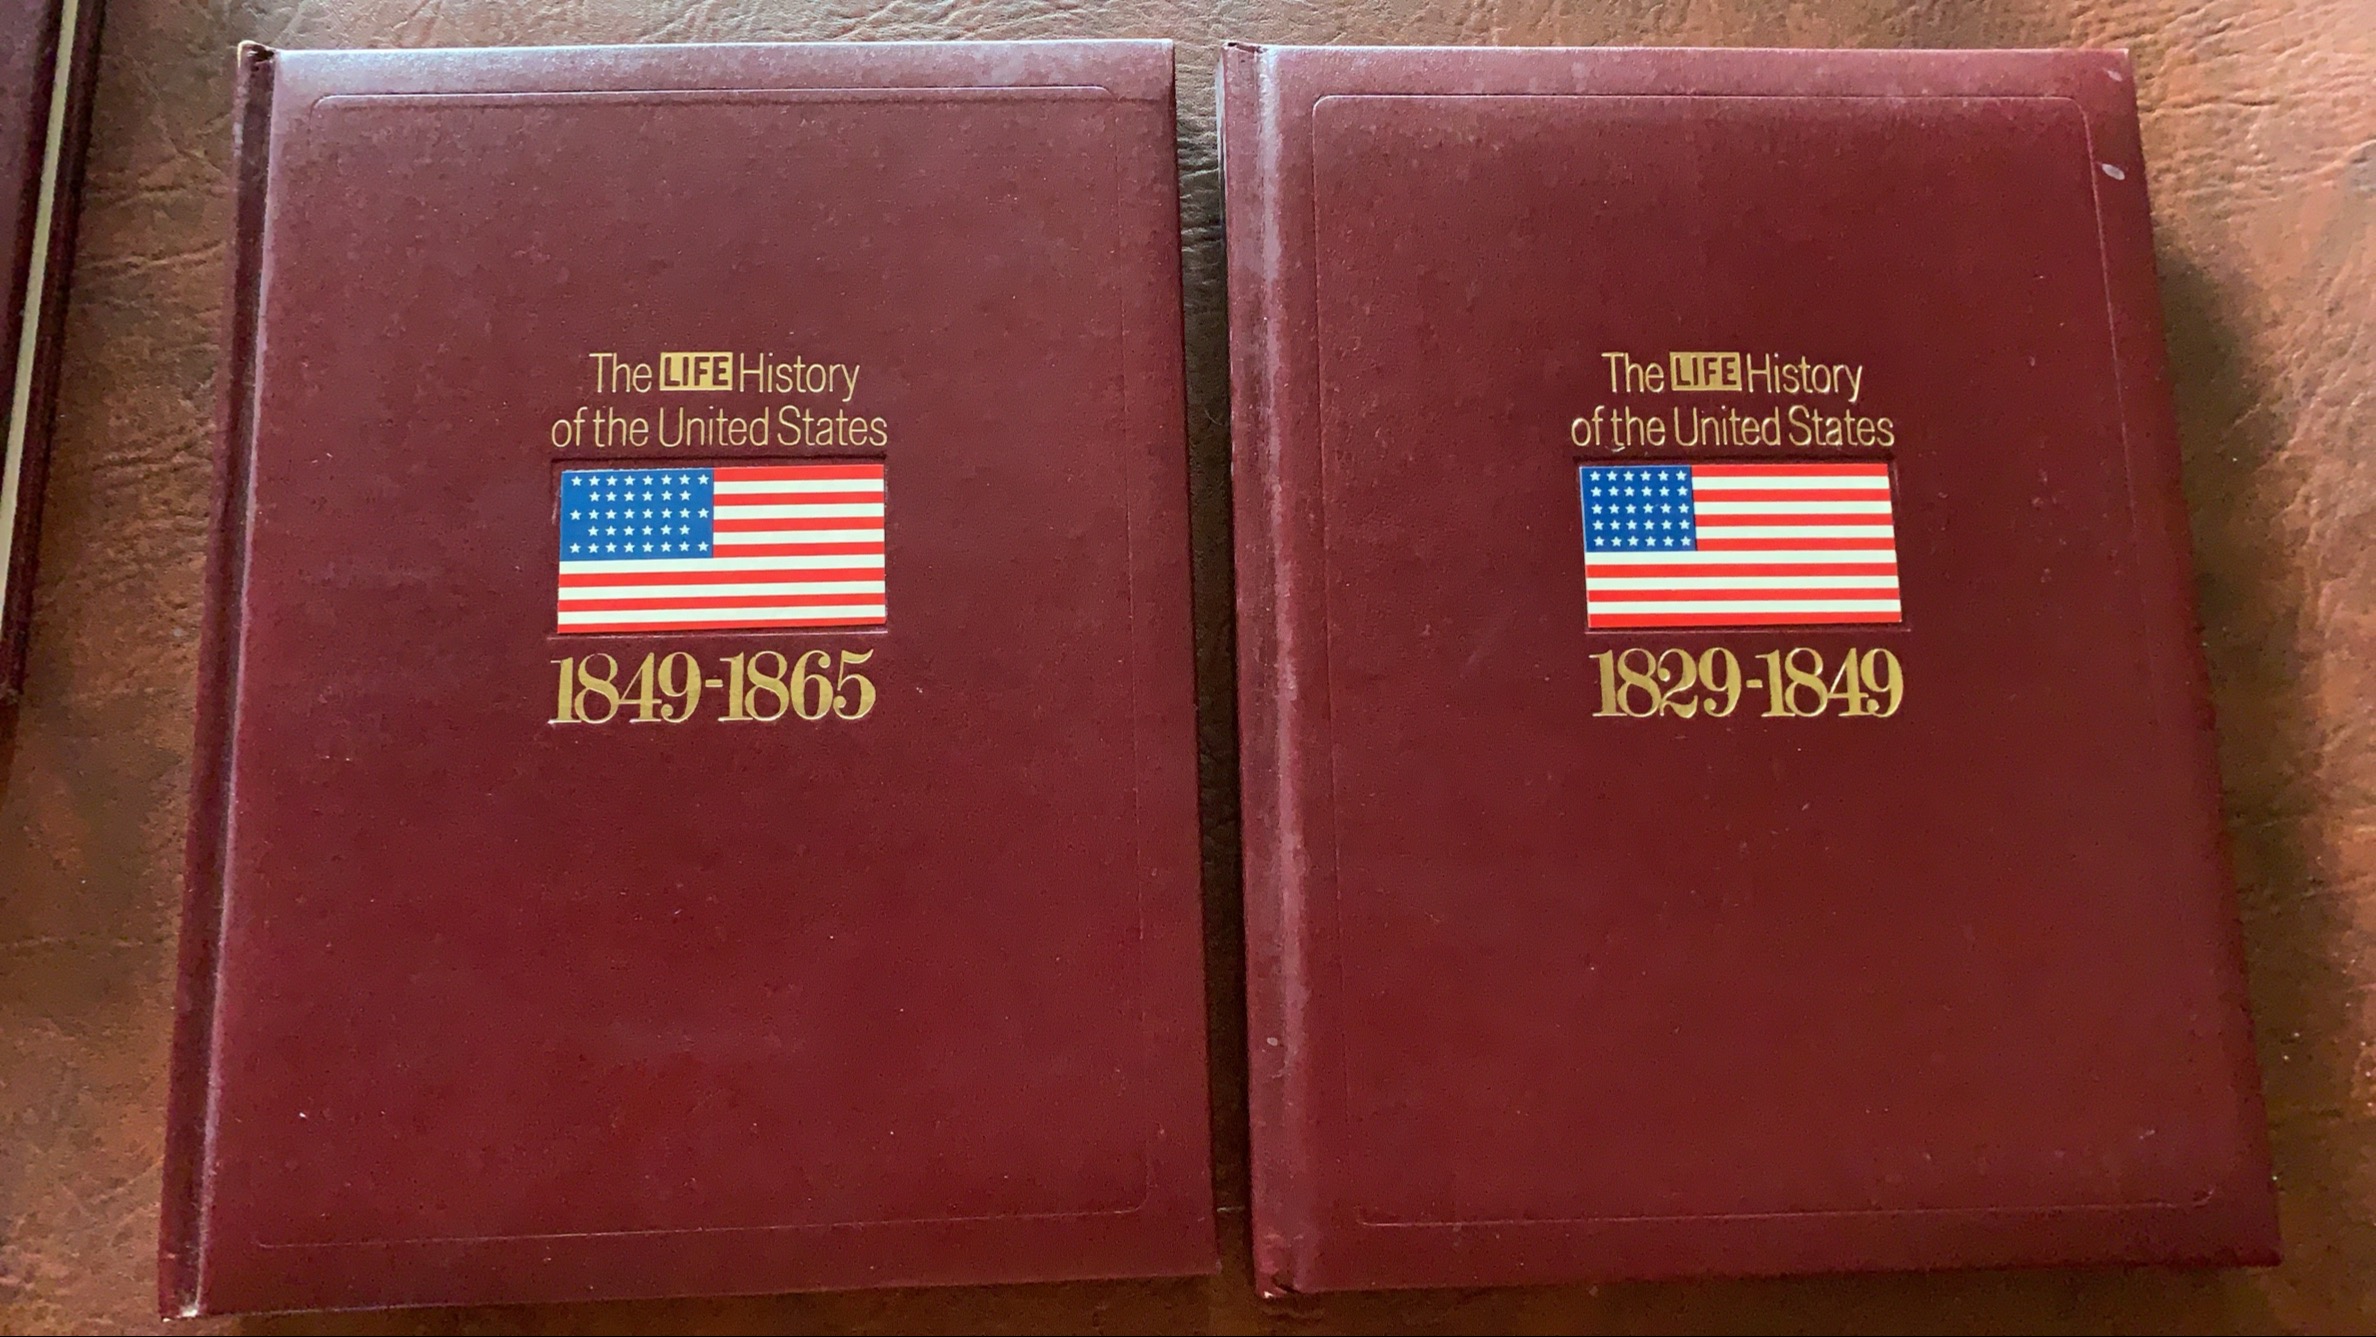 The LIFE History
of the United States
1849-1865
The LIFE History
of the United States
1829-1849